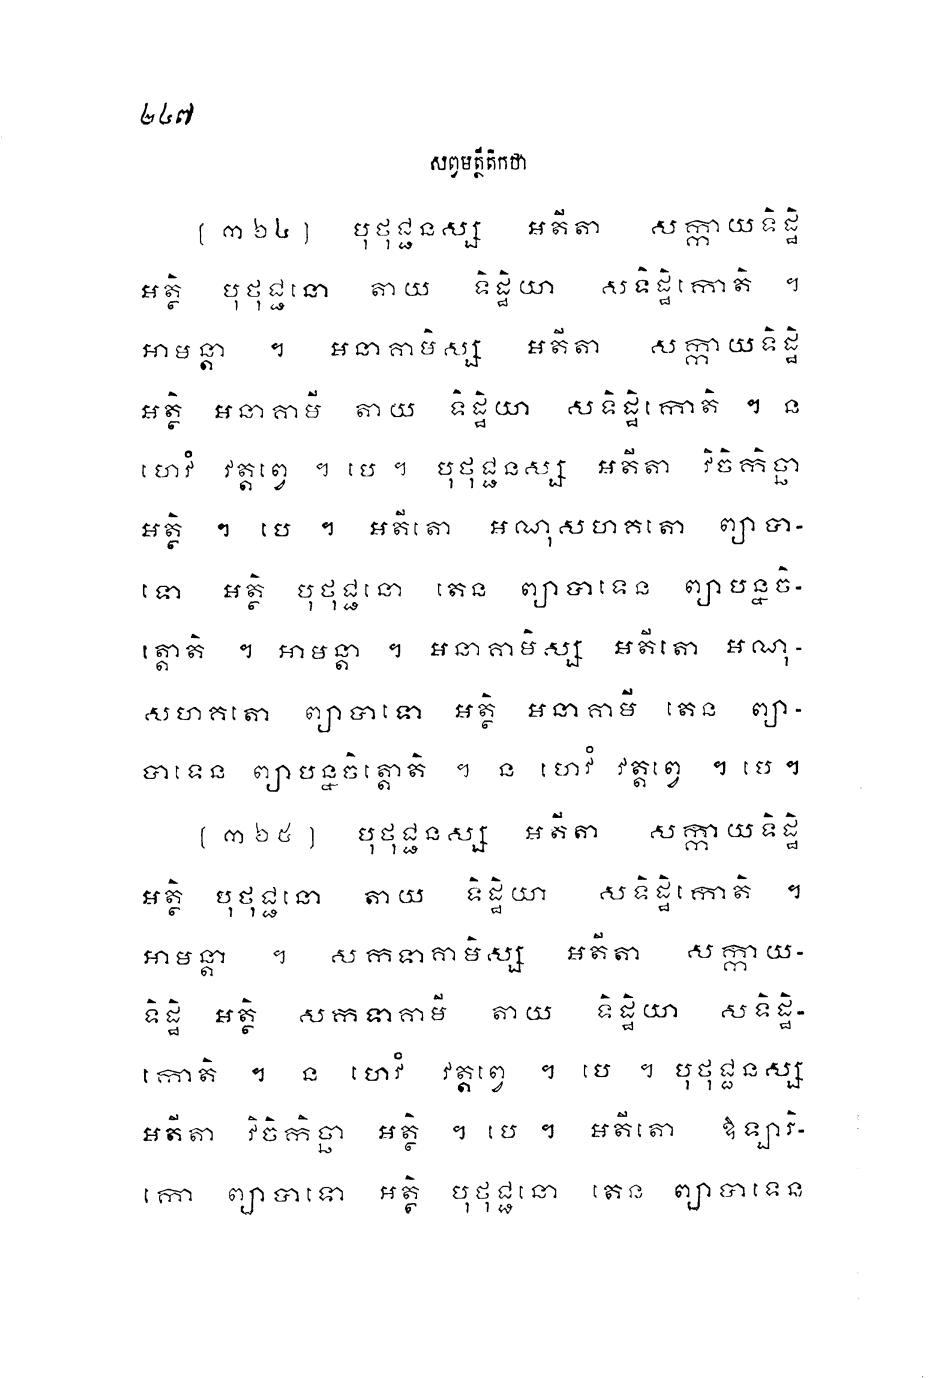 ២៤៧
សព្វមត្ថីតិកថា
[៣៦៤] បុថុជ្ជនស្ស អតីតា សក្កាយទិដ្ឋិ
អត្ថិ បុថុជ្ជនោ តាយ ទិដ្ឋិយា សទិដ្ឋិកោតិ ។
អាមន្តា ។ អនាគាមិស្ស អតីតា សក្កាយទិដ្ឋិ
អត្ថិ អនាគាមី តាយ ទិដ្ឋិយា សទិដ្ឋិកោតិ ។ ន
ហេវំ វត្តព្វេ ។ បេ ។ បុថុជ្ជនស្ស អតីតា វិចិកិច្ឆា
អត្ថិ ។ បេ ។ អតីតោ អណុសហគតោ ព្យាបា-
ទោ អត្ថិ បុថុជ្ជនោ តេន ព្យាបាទេន ព្យាបន្នចិ-
ត្តោតិ ។ អាមន្តា ។ អនាគាមិស្ស អតីតោ អណុ-
សហគតោ ព្យាបាទោ អត្ថិ អនាគាមី តេន ព្យា-
បាទេន ព្យាបន្នចិត្តោតិ ។ ន ហេវំ វត្តព្វេ ។ បេ ។
[៣៦៥] បុថុជ្ជនស្ស អតីតា សក្កាយទិដ្ឋិ
អត្ថិ បុថុជ្ជនោ តាយ ទិដ្ឋិយា សទិដ្ឋិកោតិ ។
អាមន្តា ។ សកទាគាមិស្ស អតីតា សក្កាយ-
ទិដ្ឋិ អត្ថិ សកទាគាមី តាយ ទិដ្ឋិយា សទិដ្ឋិ-
កោតិ ។ ន ហេវំ វត្តព្វេ ។ បេ ។ បុថុជ្ជនស្ស
អតីតា វិចិកិច្ឆា អត្ថិ ។ បេ ។ អតីតោ ឱឡារិ-
កោ ព្យាបាទោ អត្ថិ បុថុជ្ជនោ តេន ព្យាបាទេន